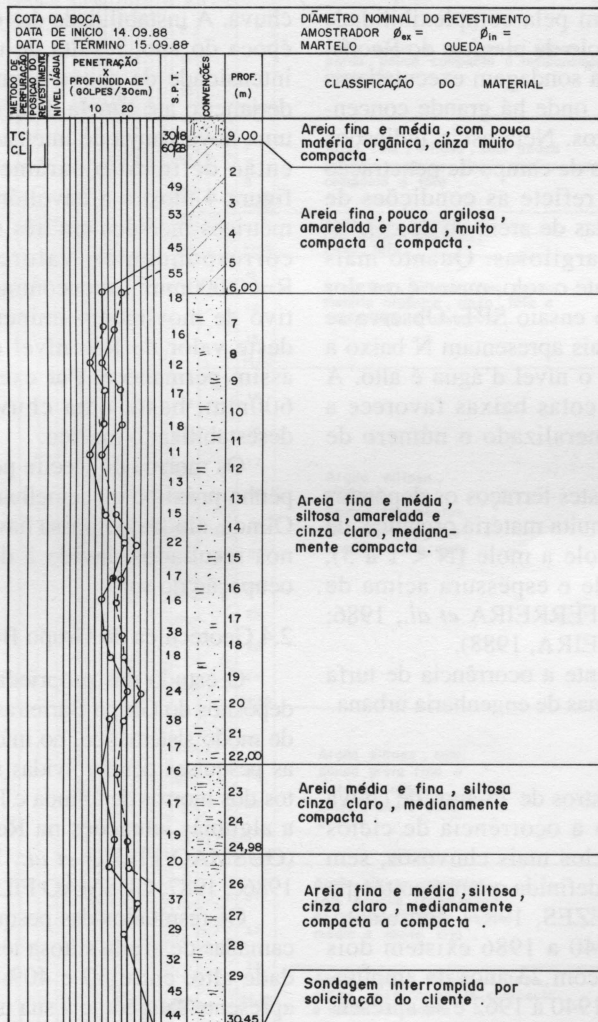 COTA DA BOCA
DATA DE INÍCIO 14.09.88
DATA DE TÉRMINO 15.09.88
DIÂMETRO NOMINAL DO REVESTIMENTO
AMOSTRADOR Øex = Øin =
MARTELO QUEDA
MÉTODO DE PERFURAÇÃO
POSIÇÃO DO REVESTIMENTO
NÍVEL D'ÁGUA
PENETRAÇÃO
X
PROFUNDIDADE
(GOLPES/30cm)
10 20
S.P.T.
CONVENÇÕES
PROF.
(m)
CLASSIFICAÇÃO DO MATERIAL
TC
CL
9,00
Areia fina e média, com pouca
matéria orgânica, cinza muito
compacta.
2
49
3
53
4
45
5
55
6,00
Areia fina, pouco argilosa,
amarelada e parda, muito
compacta a compacta.
18
7
16
8
12
9
17
10
18
11
11
12
13
13
15
14
22
15
17
16
16
17
38
18
18
19
24
20
38
21
17
22,00
Areia fina e média,
siltosa, amarelada e
cinza claro, mediana-
mente compacta.
16
23
17
24
19
24,98
Areia média e fina, siltosa
cinza claro, medianamente
compacta.
20
26
37
27
29
28
32
29
45
44
30,45
Areia fina e média, siltosa,
cinza claro, medianamente
compacta a compacta.
Sondagem interrompida por
solicitação do cliente.